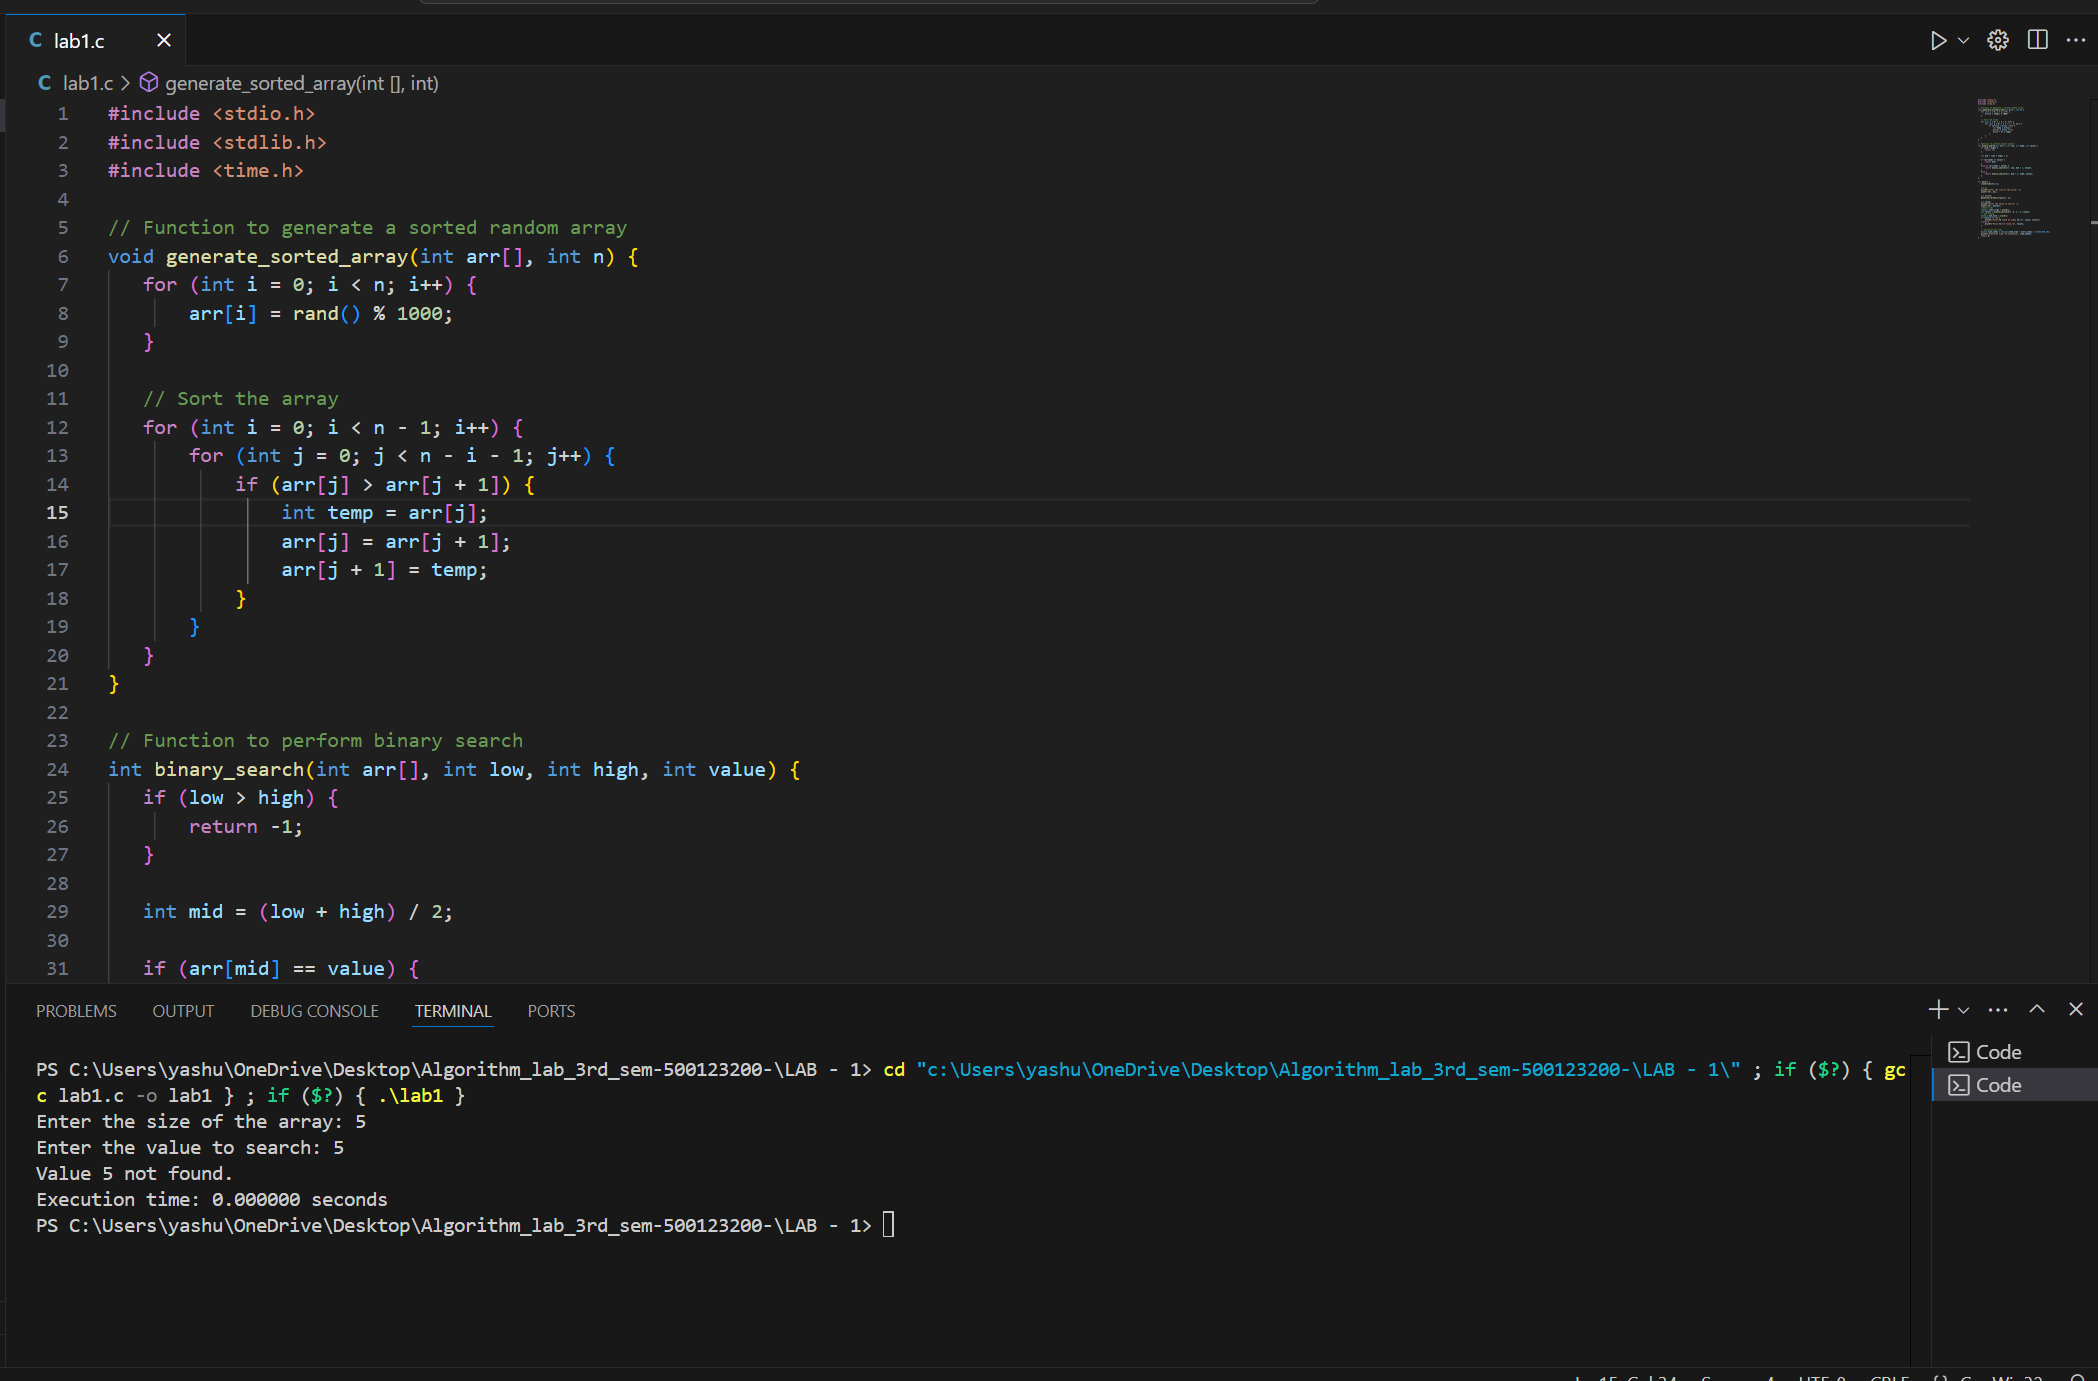 lab1.c
lab1.c > generate_sorted_array(int [], int)
1 #include <stdio.h>
2 #include <stdlib.h>
3 #include <time.h>
4
5 // Function to generate a sorted random array
6 void generate_sorted_array(int arr[], int n) {
7 for (int i = 0; i < n; i++) {
8 arr[i] = rand() % 1000;
9 }
10
11 // Sort the array
12 for (int i = 0; i < n - 1; i++) {
13 for (int j = 0; j < n - i - 1; j++) {
14 if (arr[j] > arr[j + 1]) {
15 int temp = arr[j];
16 arr[j] = arr[j + 1];
17 arr[j + 1] = temp;
18 }
19 }
20 }
21 }
22
23 // Function to perform binary search
24 int binary_search(int arr[], int low, int high, int value) {
25 if (low > high) {
26 return -1;
27 }
28
29 int mid = (low + high) / 2;
30
31 if (arr[mid] == value) {
PROBLEMS OUTPUT DEBUG CONSOLE TERMINAL PORTS
PS C:\Users\yashu\OneDrive\Desktop\Algorithm_lab_3rd_sem-500123200-\LAB - 1> cd "c:\Users\yashu\OneDrive\Desktop\Algorithm_lab_3rd_sem-500123200-\LAB - 1\" ; if ($?) { gc
c lab1.c -o lab1 } ; if ($?) { .\lab1 }
Enter the size of the array: 5
Enter the value to search: 5
Value 5 not found.
Execution time: 0.000000 seconds
PS C:\Users\yashu\OneDrive\Desktop\Algorithm_lab_3rd_sem-500123200-\LAB - 1>
Code
Code